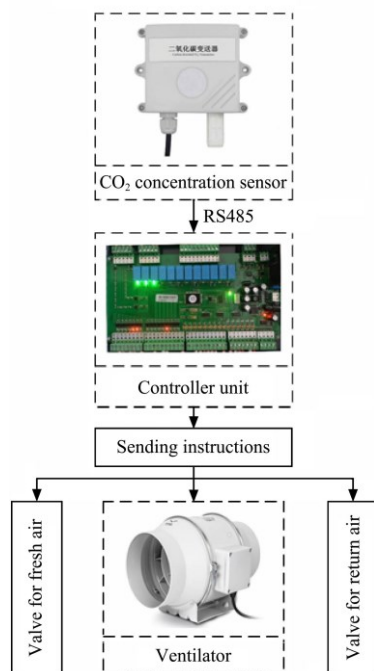 二氧化碳变送器
CO₂ concentration sensor
RS485
Controller unit
Sending instructions
Valve for fresh air
Ventilator
Valve for return air